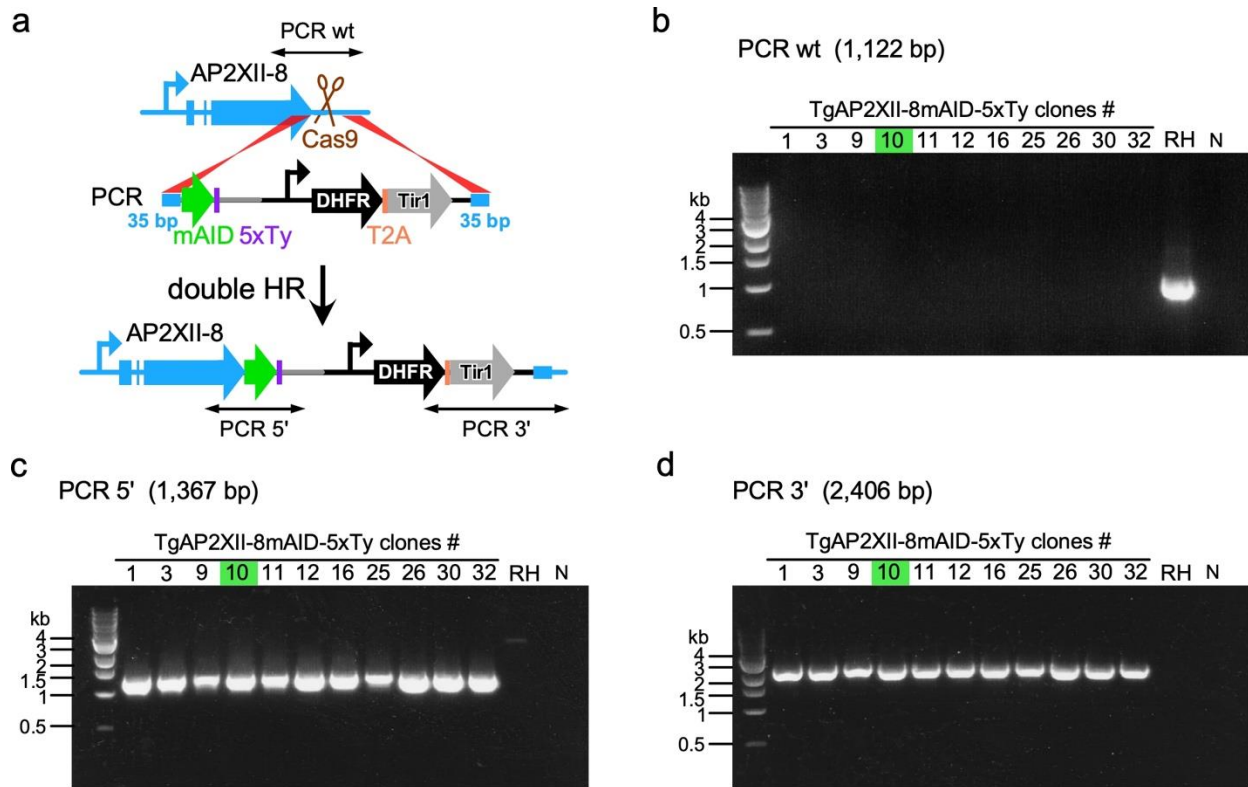 a
PCR wt
AP2XII-8
Cas9
PCR
DHFR
Tir1
35 bp
35 bp
mAID 5xTy
T2A
double HR
AP2XII-8
DHFR
Tir1
PCR 5'
PCR 3'
b
PCR wt (1,122 bp)
TgAP2XII-8mAID-5xTy clones #
1 3 9 10 11 12 16 25 26 30 32 RH N
kb
4
3
2
1.5
1
0.5
c
PCR 5' (1,367 bp)
TgAP2XII-8mAID-5xTy clones #
1 3 9 10 11 12 16 25 26 30 32 RH N
kb
4
3
2
1.5
1
0.5
d
PCR 3' (2,406 bp)
TgAP2XII-8mAID-5xTy clones #
1 3 9 10 11 12 16 25 26 30 32 RH N
kb
4
3
2
1.5
1
0.5